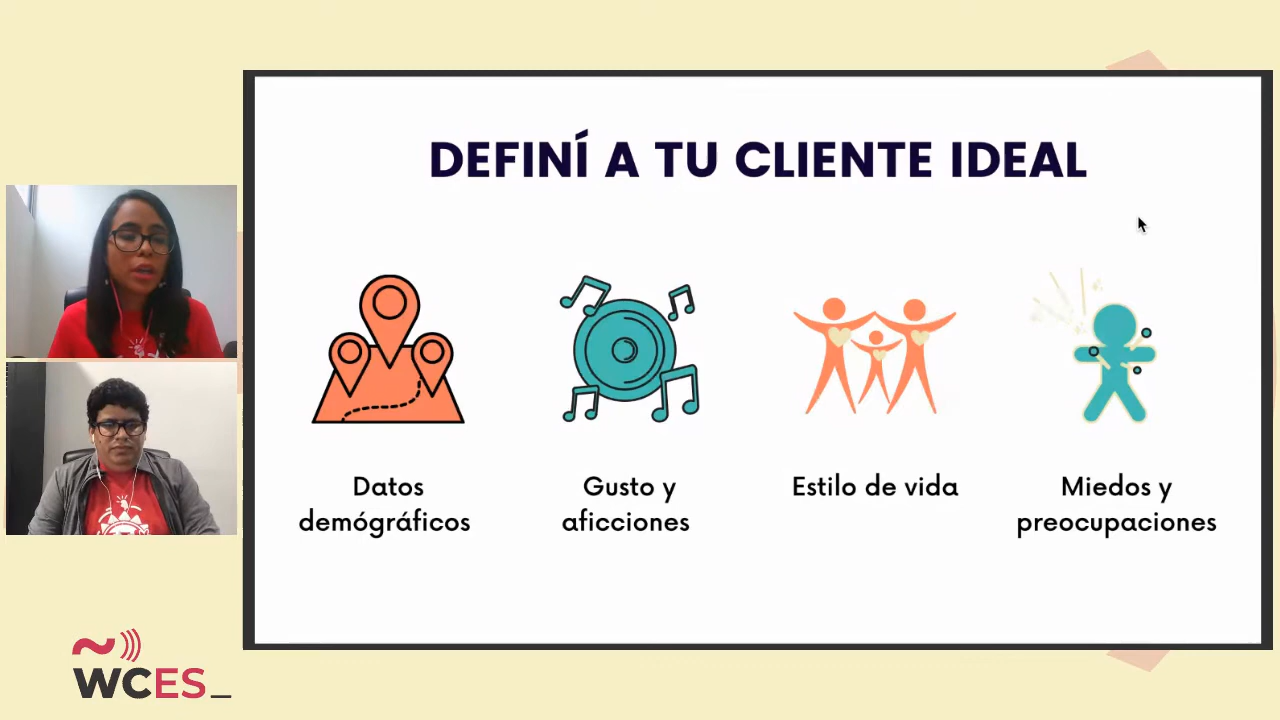 DEFINÍ A TU CLIENTE IDEAL
Datos
demógráficos
Gusto y
aficciones
Estilo de vida
Miedos y
preocupaciones
WCES_